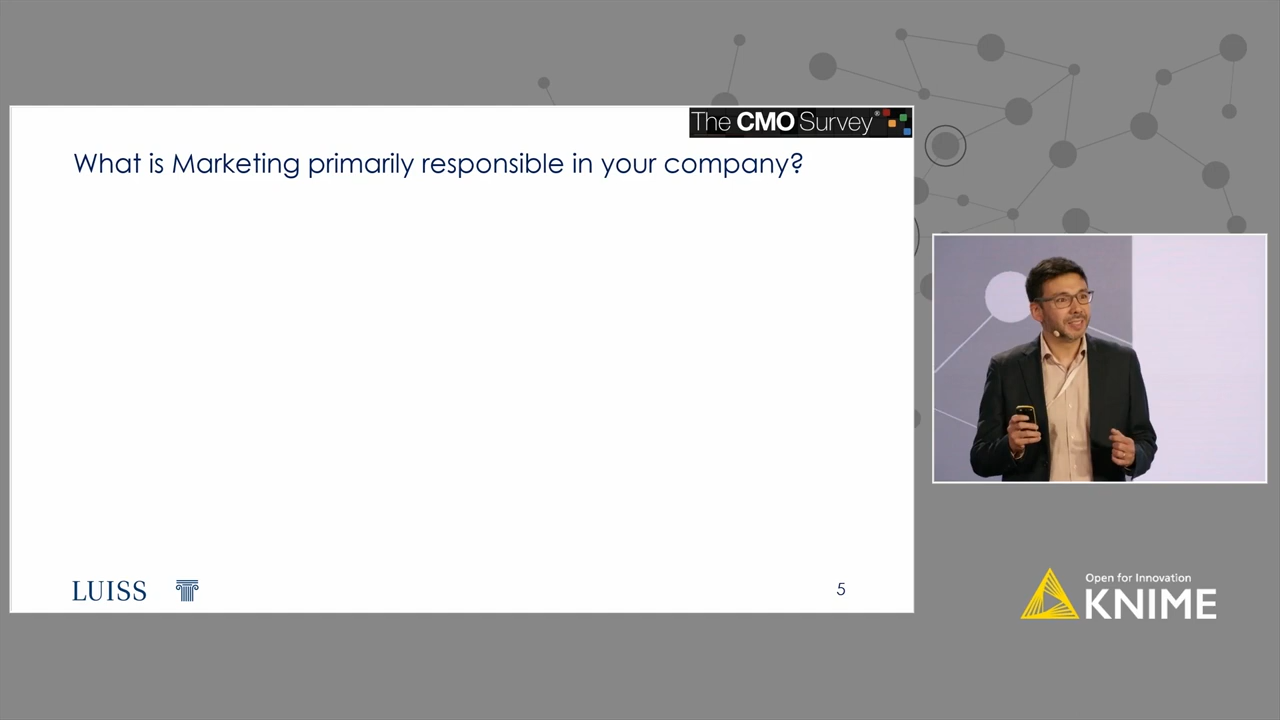 The CMO Survey®
What is Marketing primarily responsible in your company?
LUISS
5
Open for Innovation
KNIME